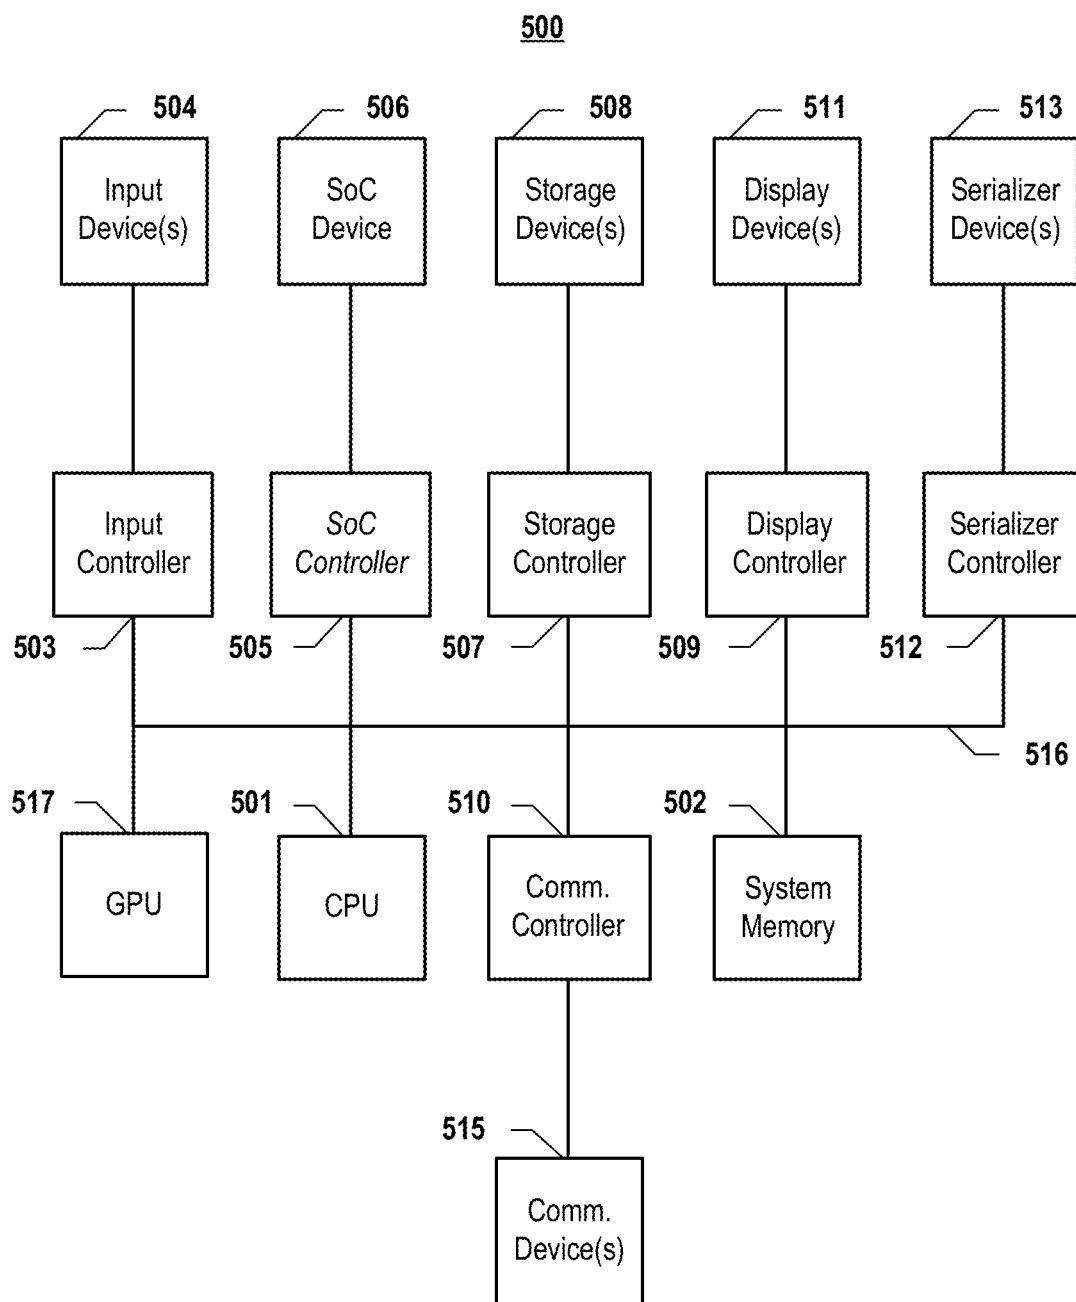 500
504 506 508 511 513
Input
Device(s)
SoC
Device
Storage
Device(s)
Display
Device(s)
Serializer
Device(s)
Input
Controller
SoC
Controller
Storage
Controller
Display
Controller
Serializer
Controller
503 505 507 509 512
516
517 501 510 502
GPU
CPU
Comm.
Controller
System
Memory
515
Comm.
Device(s)